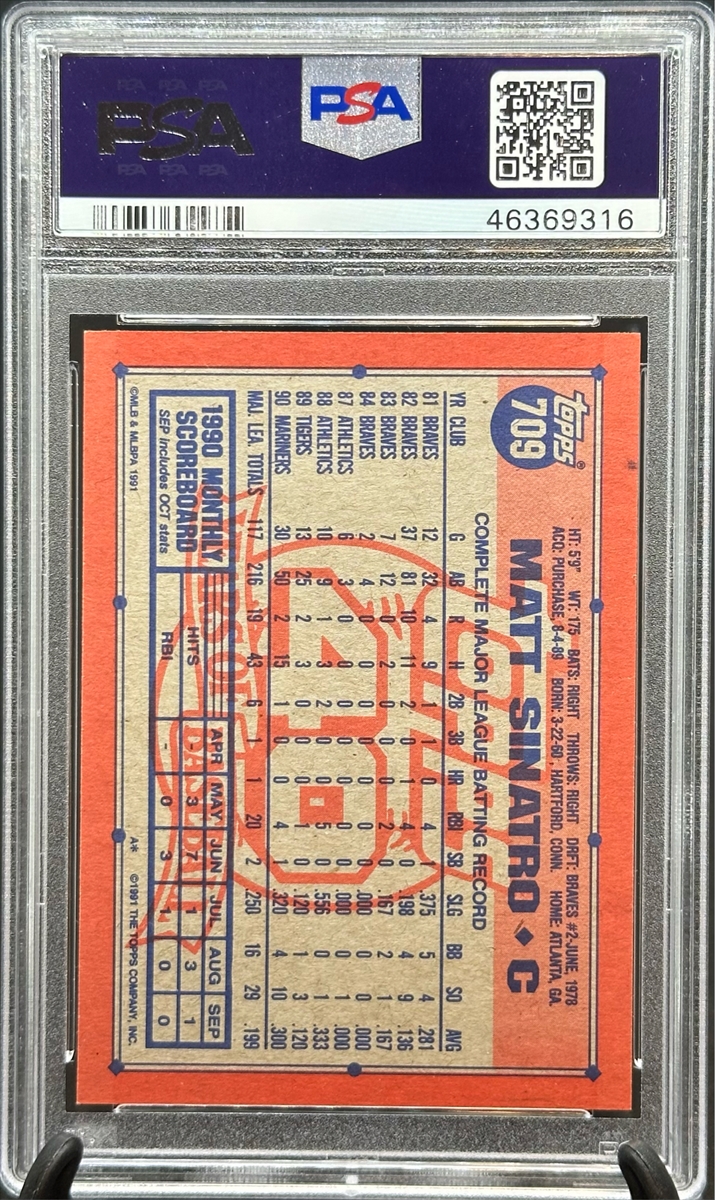 PSA
PSA
46369316
topps®
709
HT: 5'9" WT: 175 BATS: RIGHT THROWS: RIGHT DRFT: BRAVES #2-JUNE, 1978
ACQ: PURCHASE, 8-4-89 BORN: 3-22-60, HARTFORD, CONN. HOME: ATLANTA, GA.
MATT SINATRO ♦ C
COMPLETE MAJOR LEAGUE BATTING RECORD
YR CLUB G AB R H 2B 3B HR RBI SB SLG BB SO AVG
81 BRAVES 12 32 4 9 1 1 0 4 1 .375 5 4 .281
82 BRAVES 37 81 10 11 2 0 1 4 0 .198 4 9 .136
83 BRAVES 7 12 0 2 0 0 0 2 0 .167 2 1 .167
84 BRAVES 2 4 0 0 0 0 0 0 0 .000 0 0 .000
87 ATHLETICS 6 3 0 0 0 0 0 0 0 .000 0 1 .000
88 ATHLETICS 10 9 1 3 2 0 0 5 0 .556 0 1 .333
89 TIGERS 13 25 2 3 0 0 0 1 0 .120 1 3 .120
90 MARINERS 30 50 2 15 1 0 0 4 1 .320 4 10 .300
MAJ. LEA. TOTALS 117 216 19 43 6 1 1 20 2 .250 16 29 .199
40
YEARS OF
BASEBALL
1990 MONTHLY
SCOREBOARD
SEP includes OCT stats
APR MAY JUN JUL AUG SEP
HITS - 3 7 1 3 1
RBI - 0 3 1 0 0
©MLB & MLBPA 1991
A* ©1991 THE TOPPS COMPANY, INC.